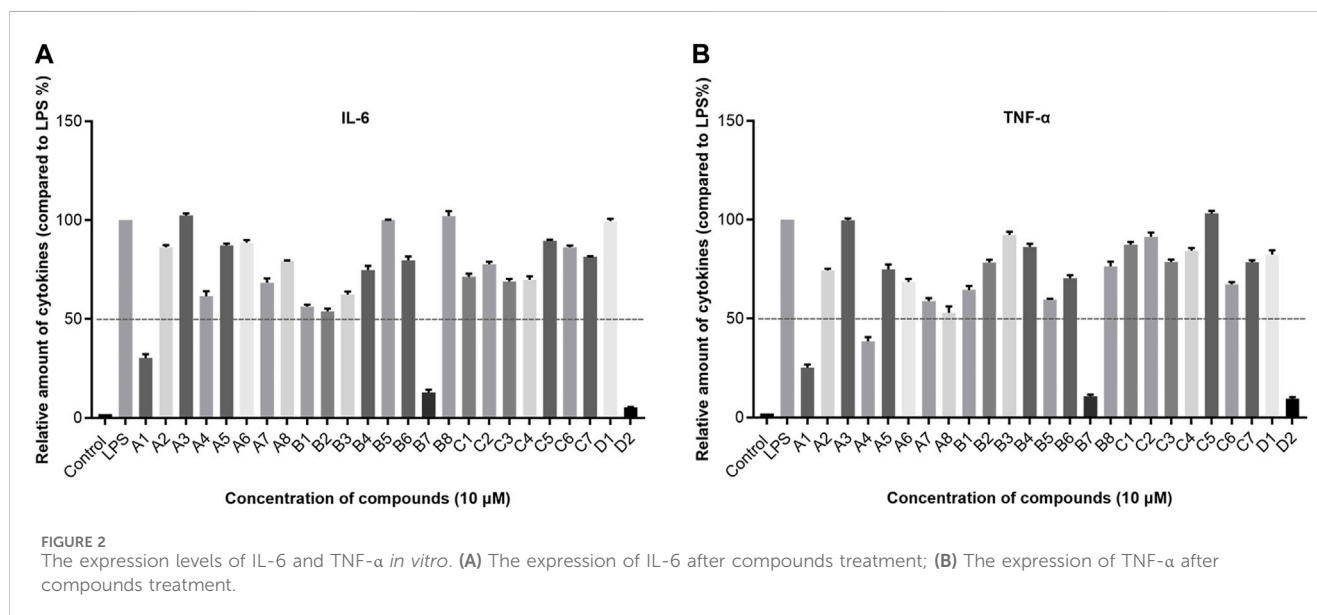 A
Relative amount of cytokines (compared to LPS %)
IL-6
150
100
50
0
Control LPS A1 A2 A3 A4 A5 A6 A7 A8 B1 B2 B3 B4 B5 B6 B7 B8 C1 C2 C3 C4 C5 C6 C7 D1 D2
Concentration of compounds (10 μM)
B
Relative amount of cytokines (compared to LPS%)
TNF-α
150
100
50
0
Control LPS A1 A2 A3 A4 A5 A6 A7 A8 B1 B2 B3 B4 B5 B6 B7 B8 C1 C2 C3 C4 C5 C6 C7 D1 D2
Concentration of compounds (10 μM)
FIGURE 2
The expression levels of IL-6 and TNF-α in vitro. (A) The expression of IL-6 after compounds treatment; (B) The expression of TNF-α after
compounds treatment.